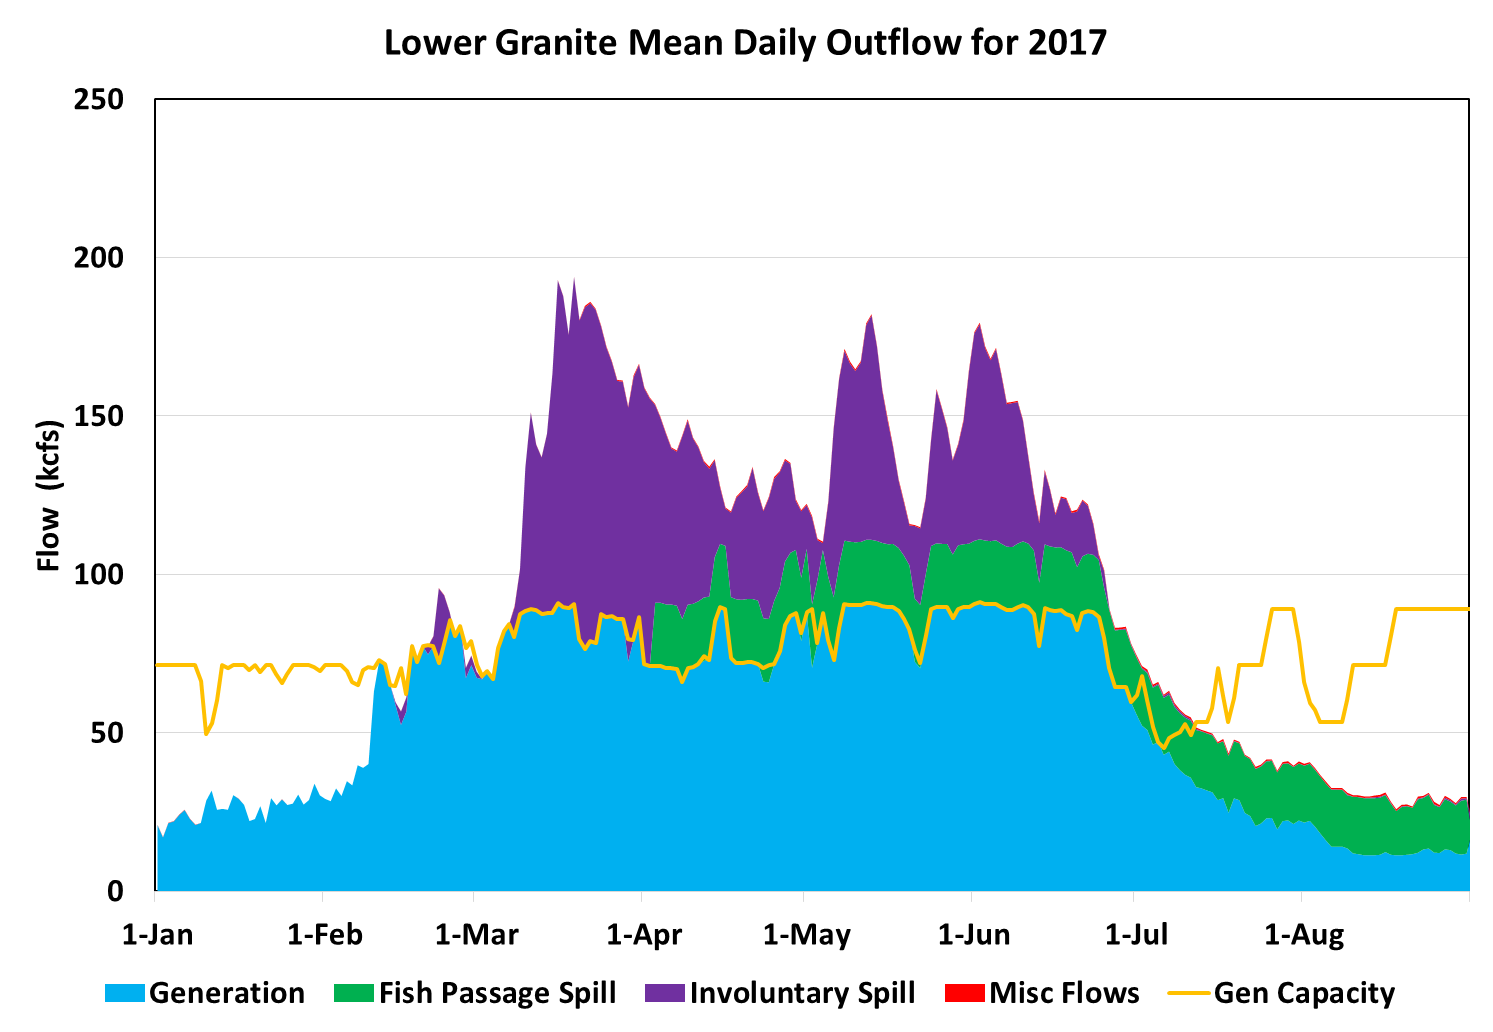 Lower Granite Mean Daily Outflow for 2017
250
200
150
100
50
0
Flow (kcfs)
1-Jan 1-Feb 1-Mar 1-Apr 1-May 1-Jun 1-Jul 1-Aug
Generation Fish Passage Spill Involuntary Spill Misc Flows Gen Capacity